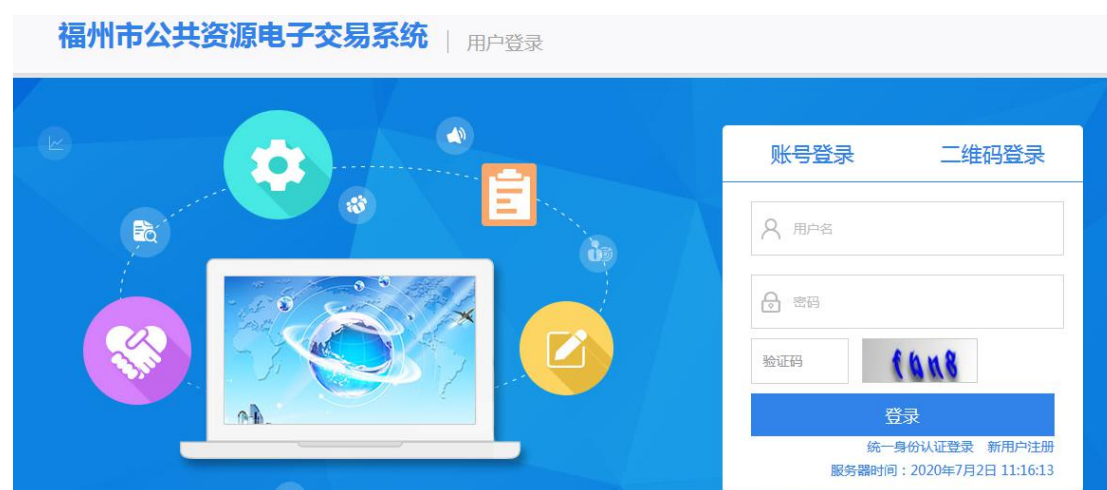 福州市公共资源电子交易系统 | 用户登录
账号登录 二维码登录
用户名
密码
验证码
登录
统一身份认证登录 新用户注册
服务器时间：2020年7月2日 11:16:13